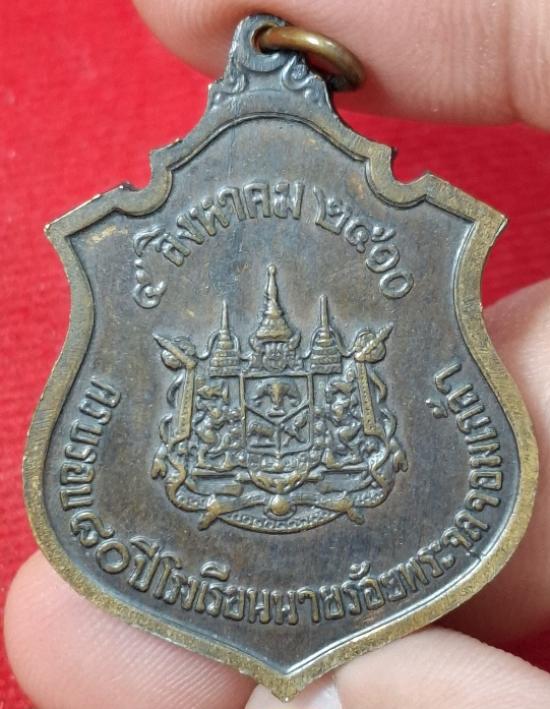 ๕ สิงหาคม ๒๕๑๐
ครบรอบ ๘๐ ปี โรงเรียนนายร้อยพระจุลจอมเกล้า